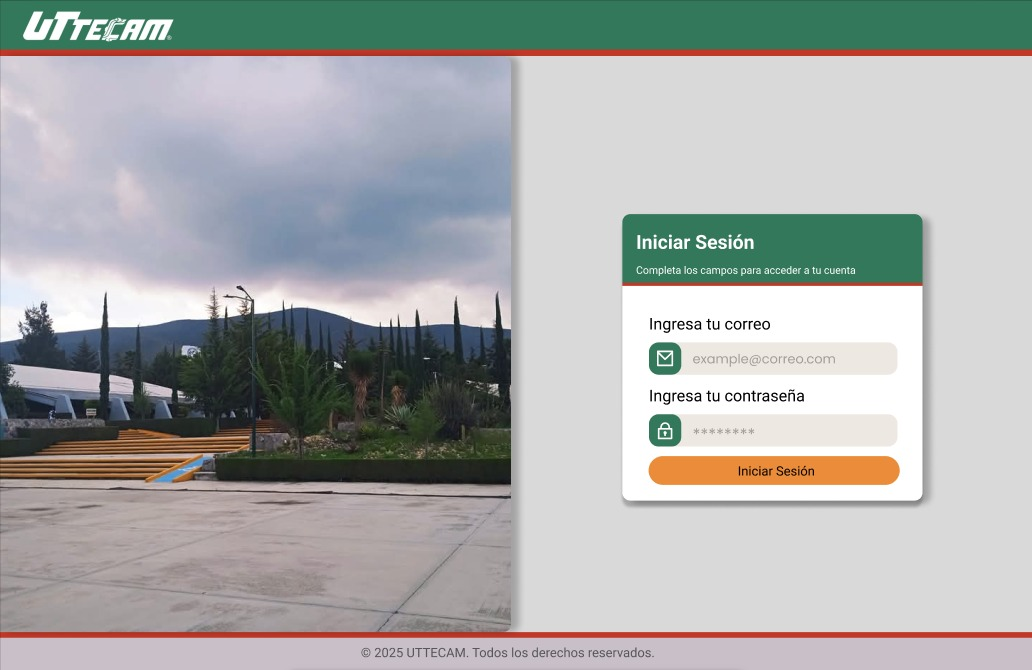 UTTECAM
Iniciar Sesión
Completa los campos para acceder a tu cuenta
Ingresa tu correo
example@correo.com
Ingresa tu contraseña
********
Iniciar Sesión
© 2025 UTTECAM. Todos los derechos reservados.